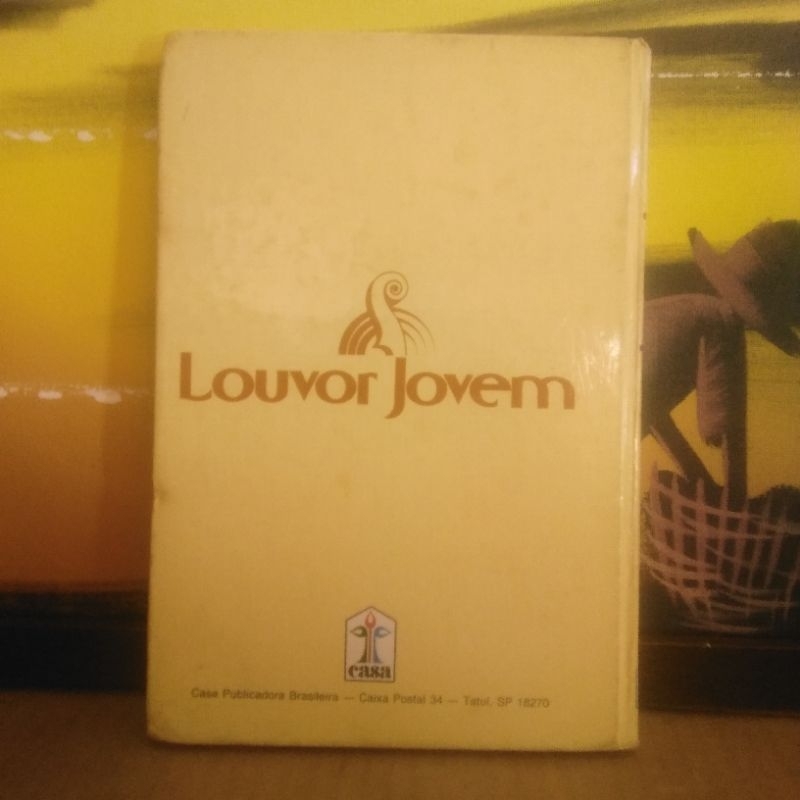 Louvor Jovem
casa
Casa Publicadora Brasileira — Caixa Postal 34 — Tatuí, SP 18270